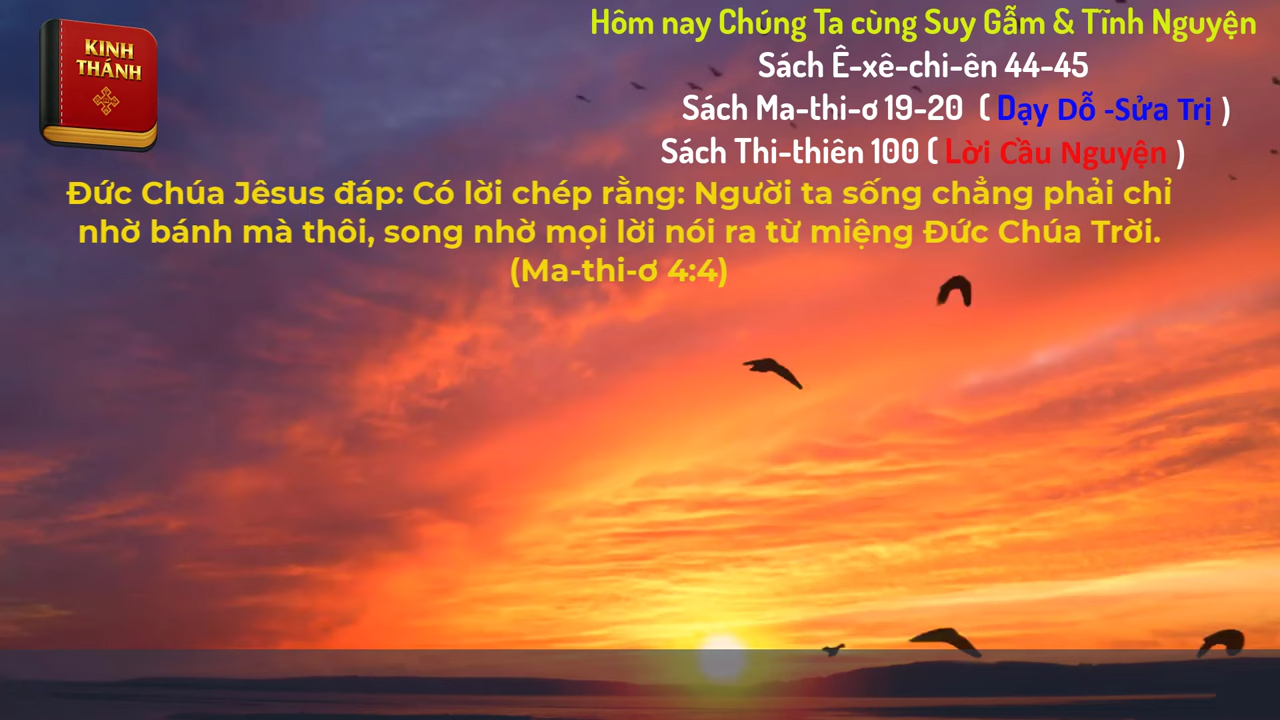 KINH
THÁNH
Hôm nay Chúng Ta cùng Suy Gẫm & Tĩnh Nguyện
Sách Ê-xê-chi-ên 44-45
Sách Ma-thi-ơ 19-20 ( Dạy Dỗ -Sửa Trị )
Sách Thi-thiên 100 ( Lời Cầu Nguyện )
Đức Chúa Jêsus đáp: Có lời chép rằng: Người ta sống chẳng phải chỉ
nhờ bánh mà thôi, song nhờ mọi lời nói ra từ miệng Đức Chúa Trời.
(Ma-thi-ơ 4:4)